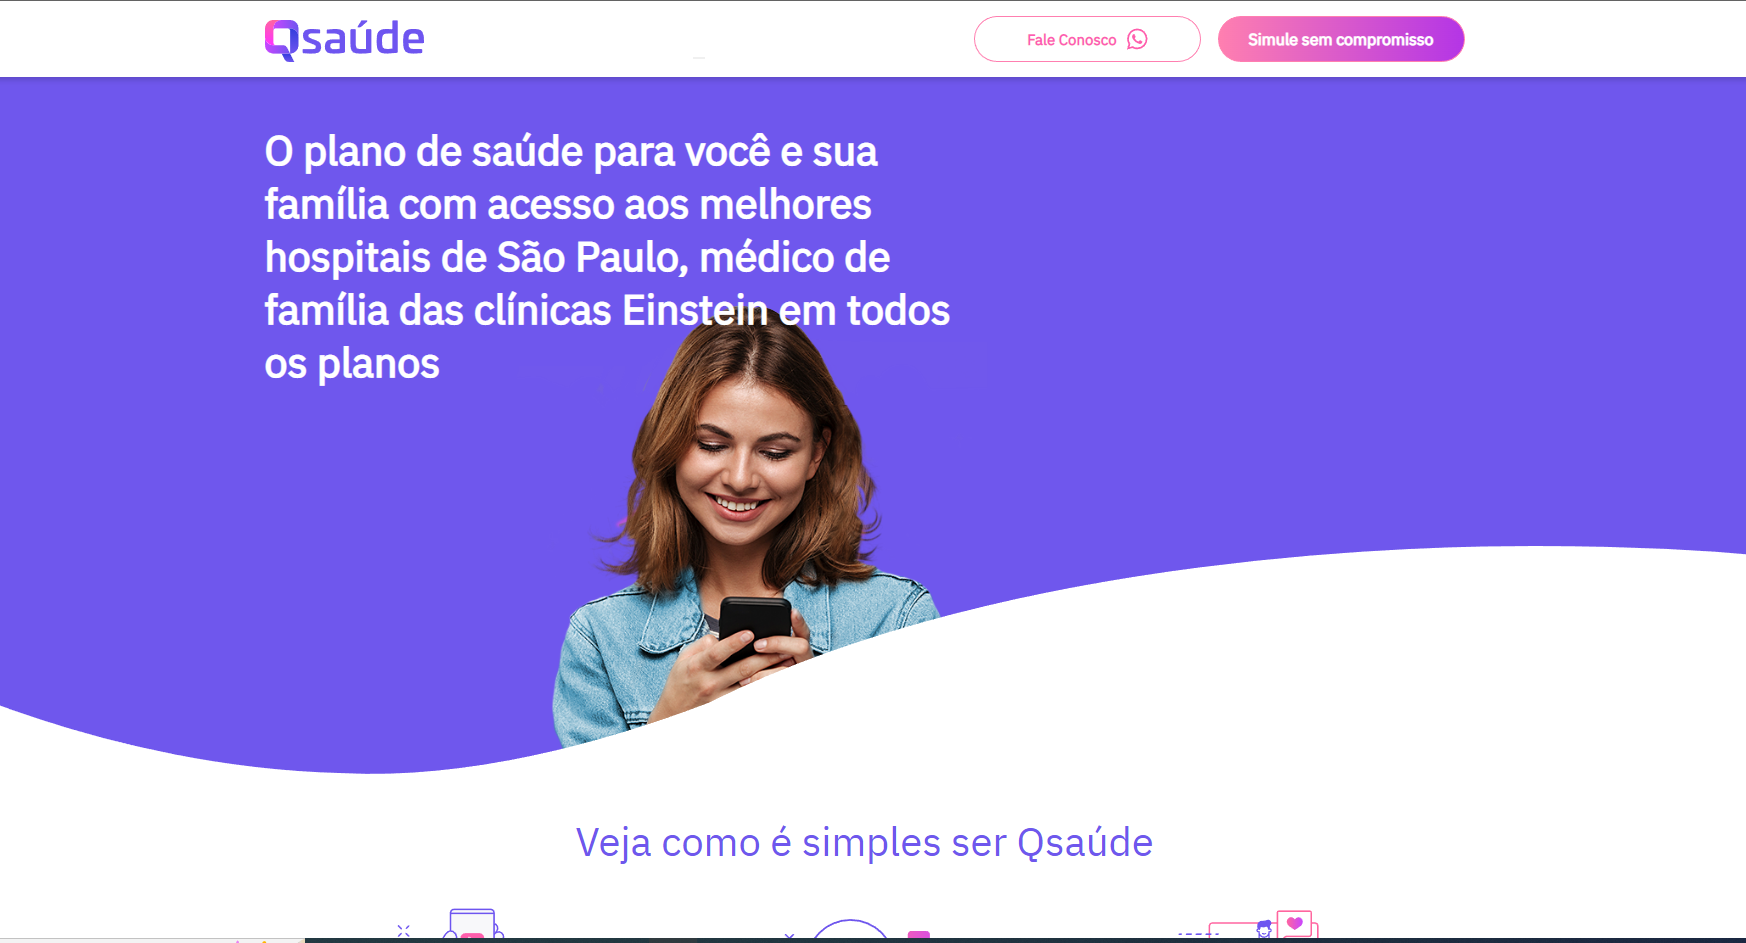 Qsaúde
Fale Conosco
Simule sem compromisso
O plano de saúde para você e sua
família com acesso aos melhores
hospitais de São Paulo, médico de
família das clínicas Einstein em todos
os planos
Veja como é simples ser Qsaúde